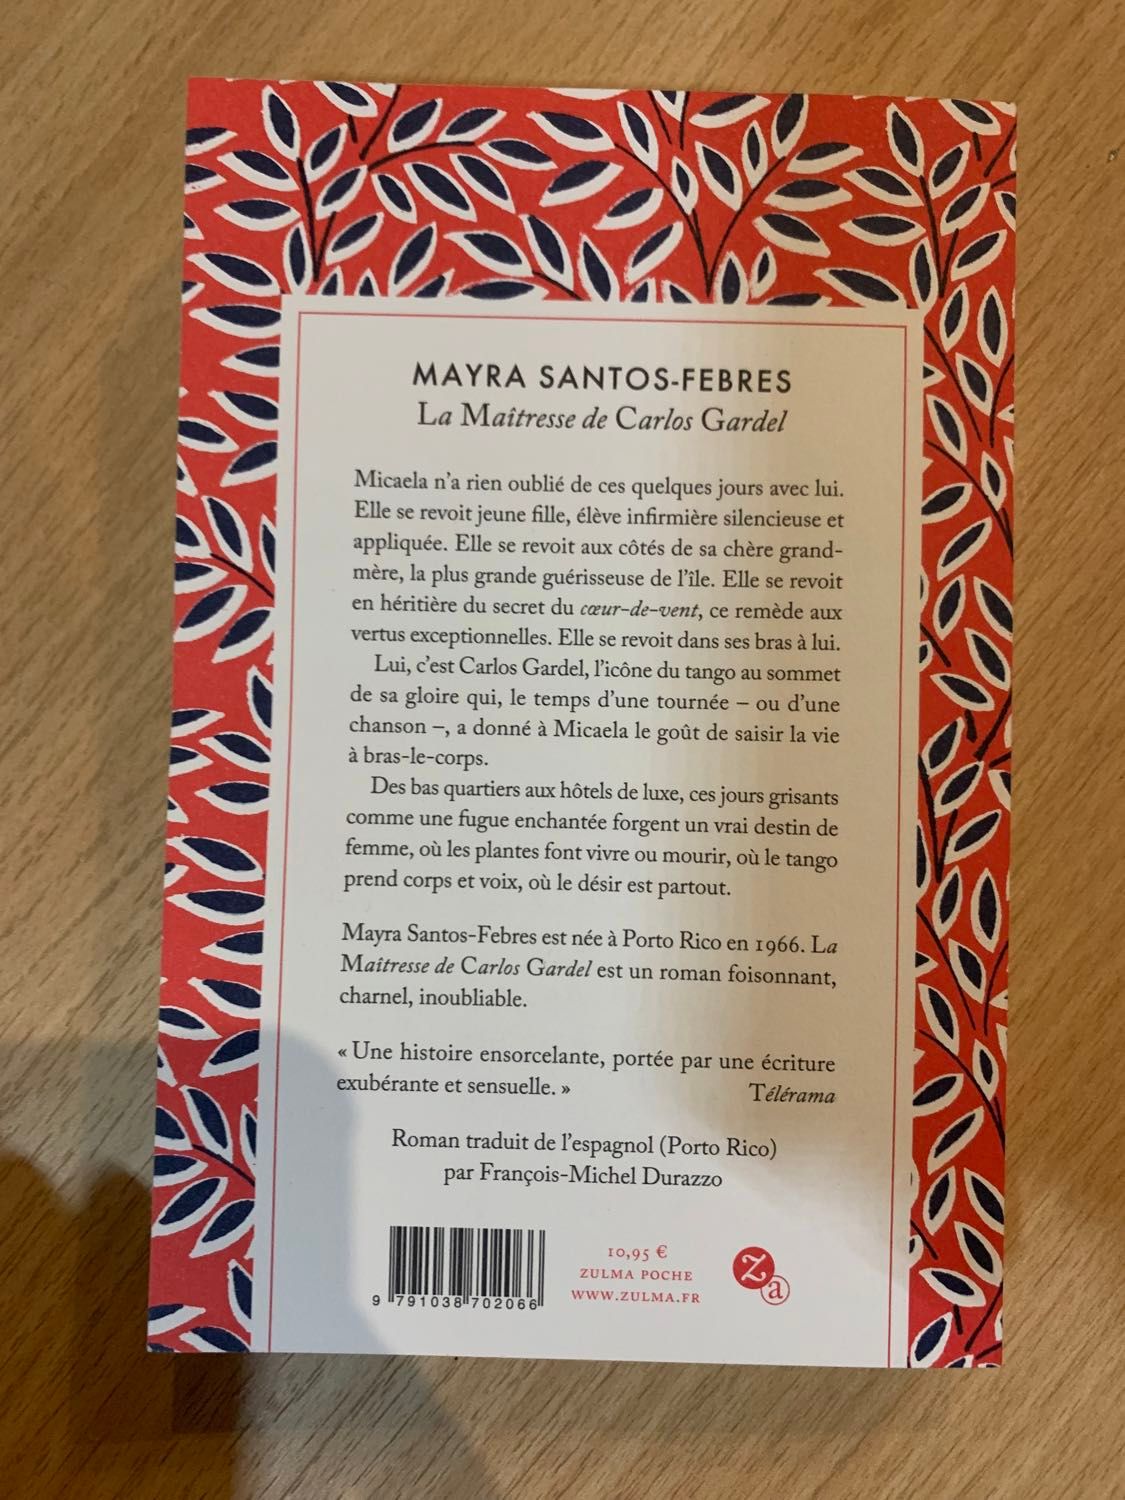 MAYRA SANTOS-FEBRES
La Maîtresse de Carlos Gardel
Micaela n'a rien oublié de ces quelques jours avec lui.
Elle se revoit jeune fille, élève infirmière silencieuse et
appliquée. Elle se revoit aux côtés de sa chère grand-
mère, la plus grande guérisseuse de l'île. Elle se revoit
en héritière du secret du cœur-de-vent, ce remède aux
vertus exceptionnelles. Elle se revoit dans ses bras à lui.
Lui, c'est Carlos Gardel, l'icône du tango au sommet
de sa gloire qui, le temps d'une tournée – ou d'une
chanson –, a donné à Micaela le goût de saisir la vie
à bras-le-corps.
Des bas quartiers aux hôtels de luxe, ces jours grisants
comme une fugue enchantée forgent un vrai destin de
femme, où les plantes font vivre ou mourir, où le tango
prend corps et voix, où le désir est partout.
Mayra Santos-Febres est née à Porto Rico en 1966. La
Maîtresse de Carlos Gardel est un roman foisonnant,
charnel, inoubliable.
« Une histoire ensorcelante, portée par une écriture
exubérante et sensuelle. » Télérama
Roman traduit de l'espagnol (Porto Rico)
par François-Michel Durazzo
10,95 €
ZULMA POCHE
WWW.ZULMA.FR
za
9 791038 702066